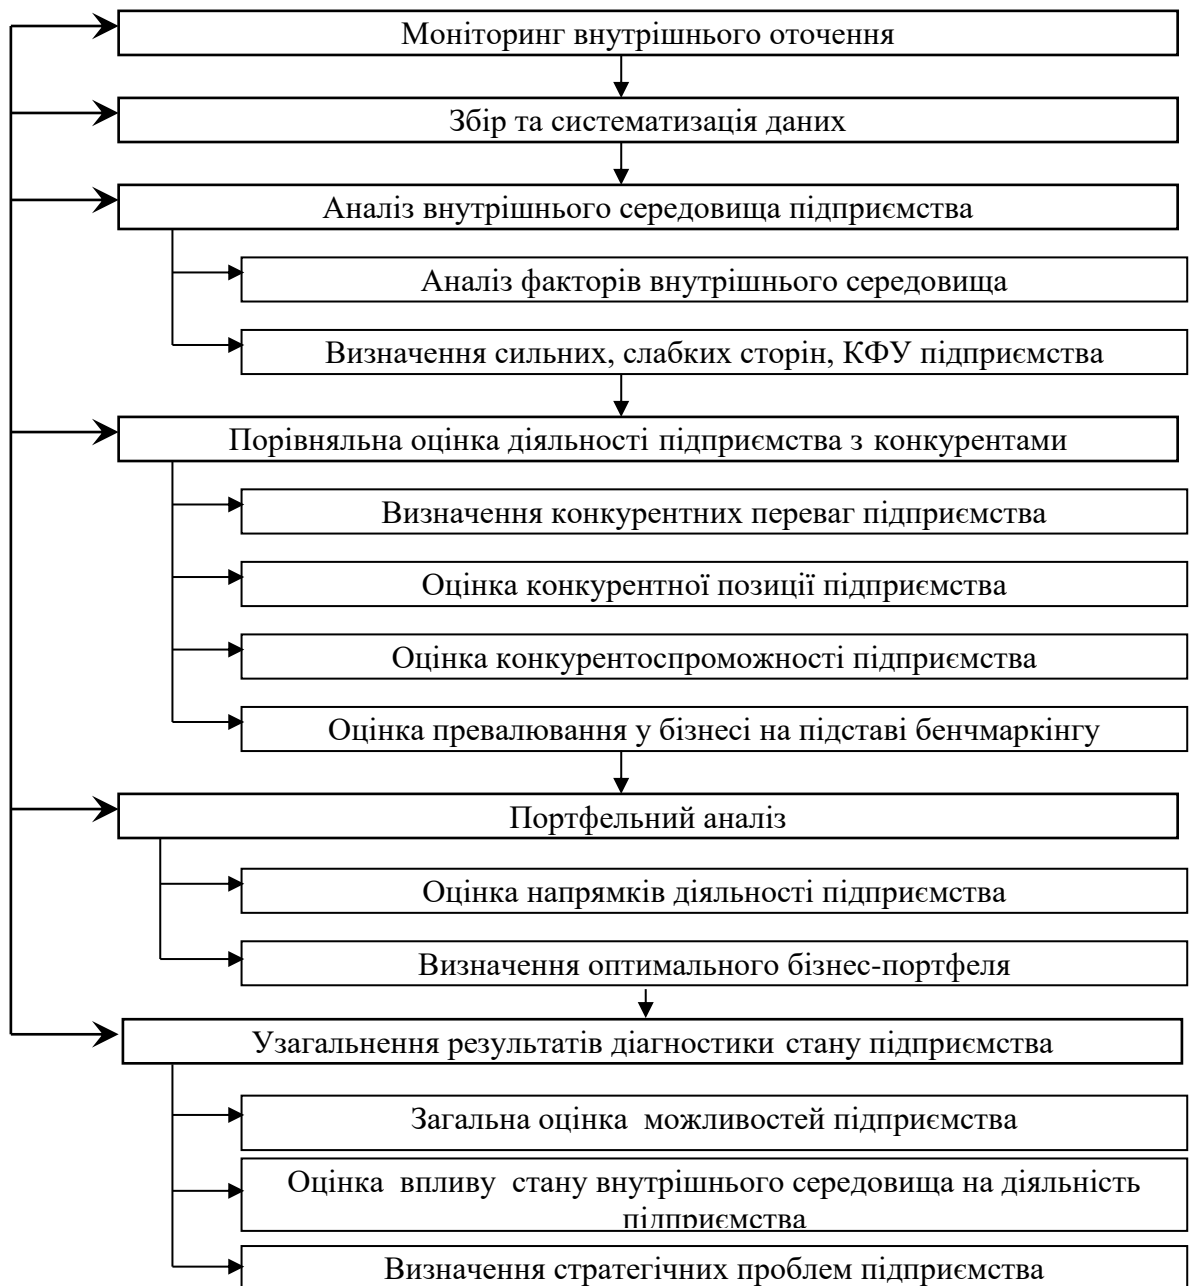 Моніторинг внутрішнього оточення
Збір та систематизація даних
Аналіз внутрішнього середовища підприємства
Аналіз факторів внутрішнього середовища
Визначення сильних, слабких сторін, КФУ підприємства
Порівняльна оцінка діяльності підприємства з конкурентами
Визначення конкурентних переваг підприємства
Оцінка конкурентної позиції підприємства
Оцінка конкурентоспроможності підприємства
Оцінка превалювання у бізнесі на підставі бенчмаркінгу
Портфельний аналіз
Оцінка напрямків діяльності підприємства
Визначення оптимального бізнес-портфеля
Узагальнення результатів діагностики стану підприємства
Загальна оцінка можливостей підприємства
Оцінка впливу стану внутрішнього середовища на діяльність
підприємства
Визначення стратегічних проблем підприємства